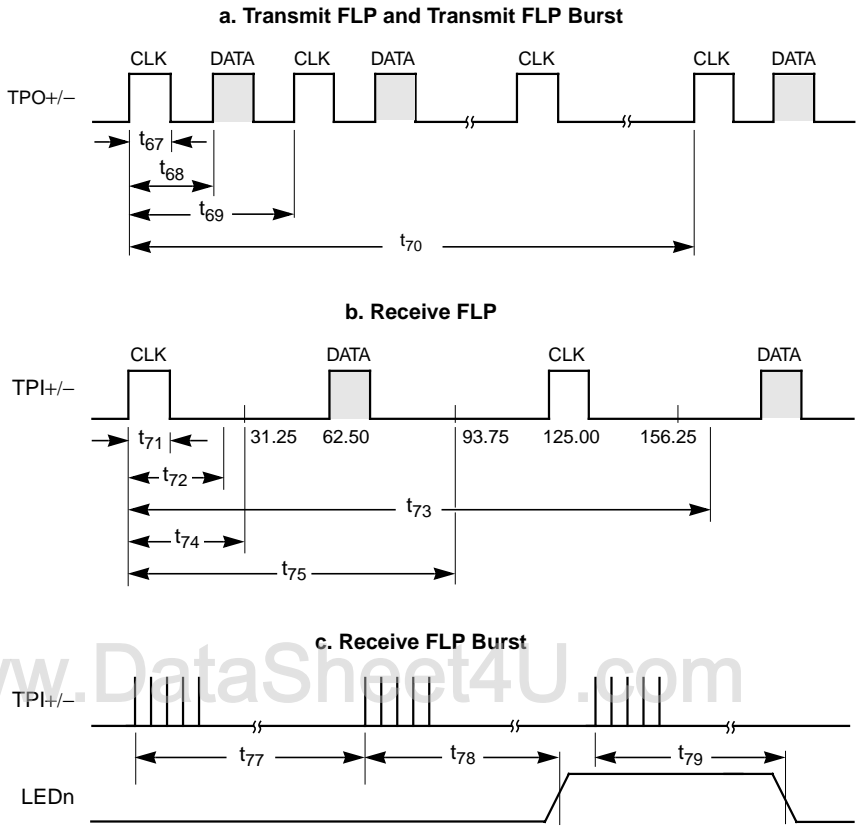 a. Transmit FLP and Transmit FLP Burst
CLK DATA CLK DATA CLK CLK DATA
TPO+/−
t67
t68
t69
t70
b. Receive FLP
CLK DATA CLK DATA
TPI+/−
t71 31.25 62.50 93.75 125.00 156.25
t72
t73
t74
t75
c. Receive FLP Burst
w.DataSheet4U.com
TPI+/−
t77 t78 t79
LEDn